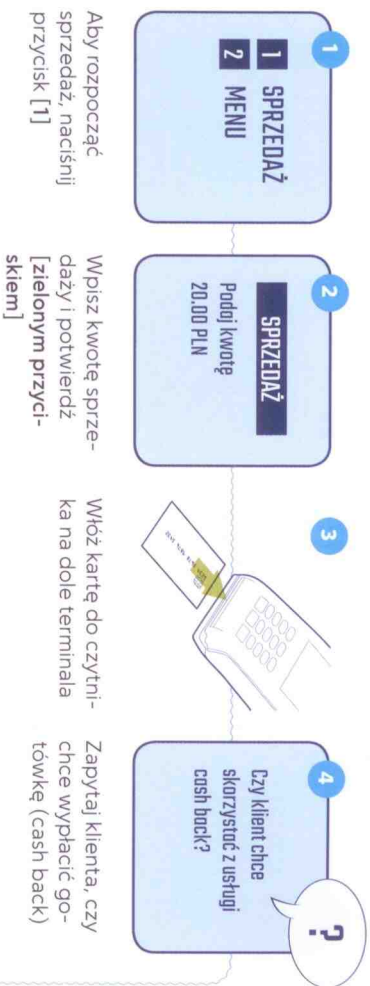 1
1 SPRZEDAŻ
2 MENU
Aby rozpocząć
sprzedaż, naciśnij
przycisk [1]
2
SPRZEDAŻ
Podaj kwotę
20.00 PLN
Wpisz kwotę sprze-
daży i potwierdź
[zielonym przyci-
skiem]
3
Włóż kartę do czytni-
ka na dole terminala
4
?
Czy klient chce
skorzystać z usługi
cash back?
Zapytaj klienta, czy
chce wypłacić go-
tówkę (cash back)